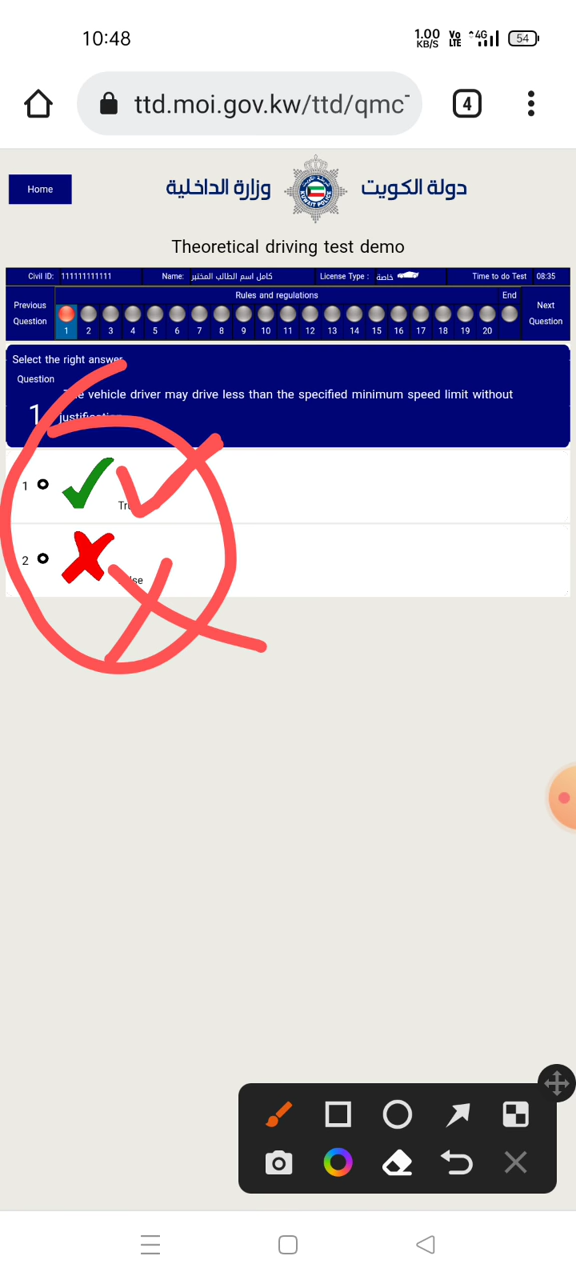 10:48
1.00 KB/S Vo LTE 4G 54
ttd.moi.gov.kw/ttd/qmc
4
Home
وزارة الداخلية
دولة الكويت
Theoretical driving test demo
Civil ID: 111111111111 Name: كامل اسم الطالب المختبر License Type : خاصة Time to do Test 08:35
Previous Question
Rules and regulations
End
Next Question
1 2 3 4 5 6 7 8 9 10 11 12 13 14 15 16 17 18 19 20
Select the right answer
Question
1
vehicle driver may drive less than the specified minimum speed limit without
1
2